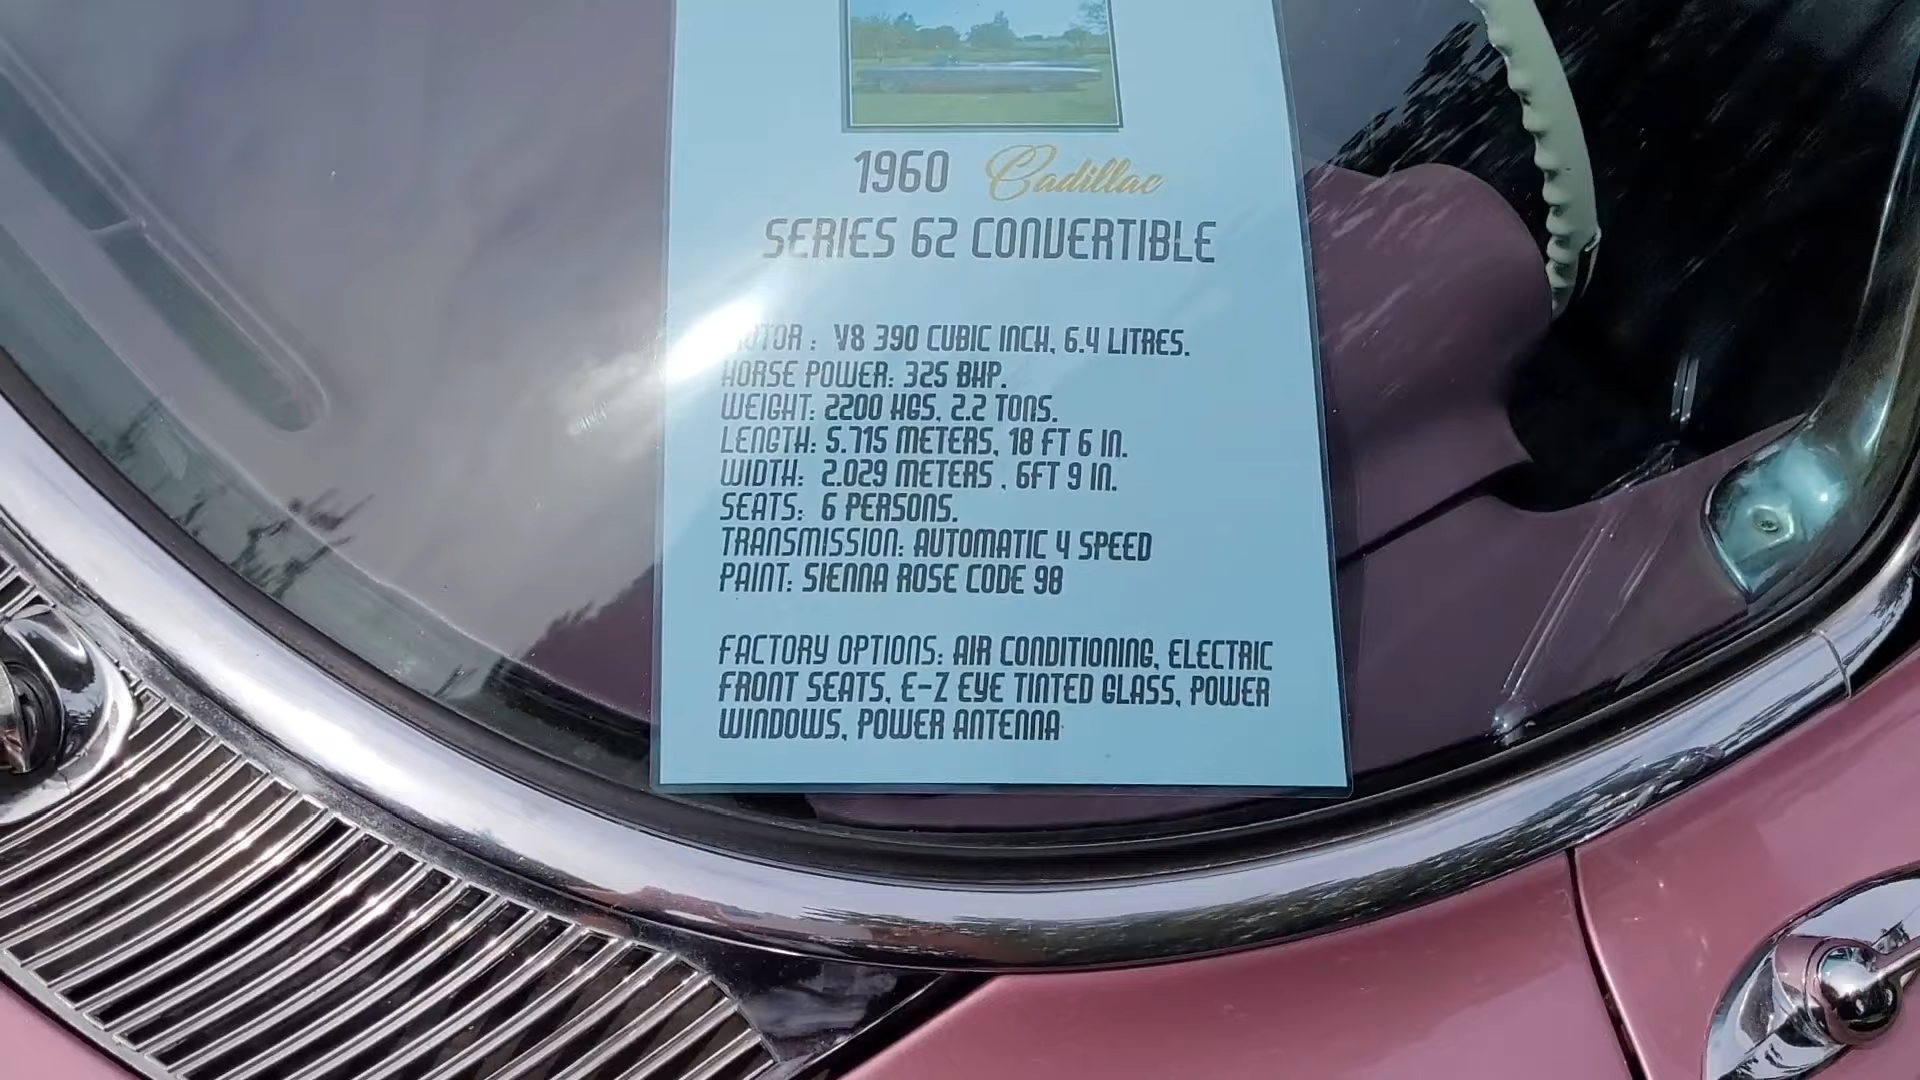 1960 Cadillac
SERIES 62 CONVERTIBLE
MOTOR : V8 390 CUBIC INCH, 6.4 LITRES.
HORSE POWER: 325 BHP.
WEIGHT: 2200 KGS, 2.2 TONS.
LENGTH: 5.715 METERS, 18 FT 6 IN.
WIDTH: 2.029 METERS , 6FT 9 IN.
SEATS: 6 PERSONS.
TRANSMISSION: AUTOMATIC 4 SPEED
PAINT: SIENNA ROSE CODE 98
FACTORY OPTIONS: AIR CONDITIONING, ELECTRIC
FRONT SEATS, E-Z EYE TINTED GLASS, POWER
WINDOWS, POWER ANTENNA